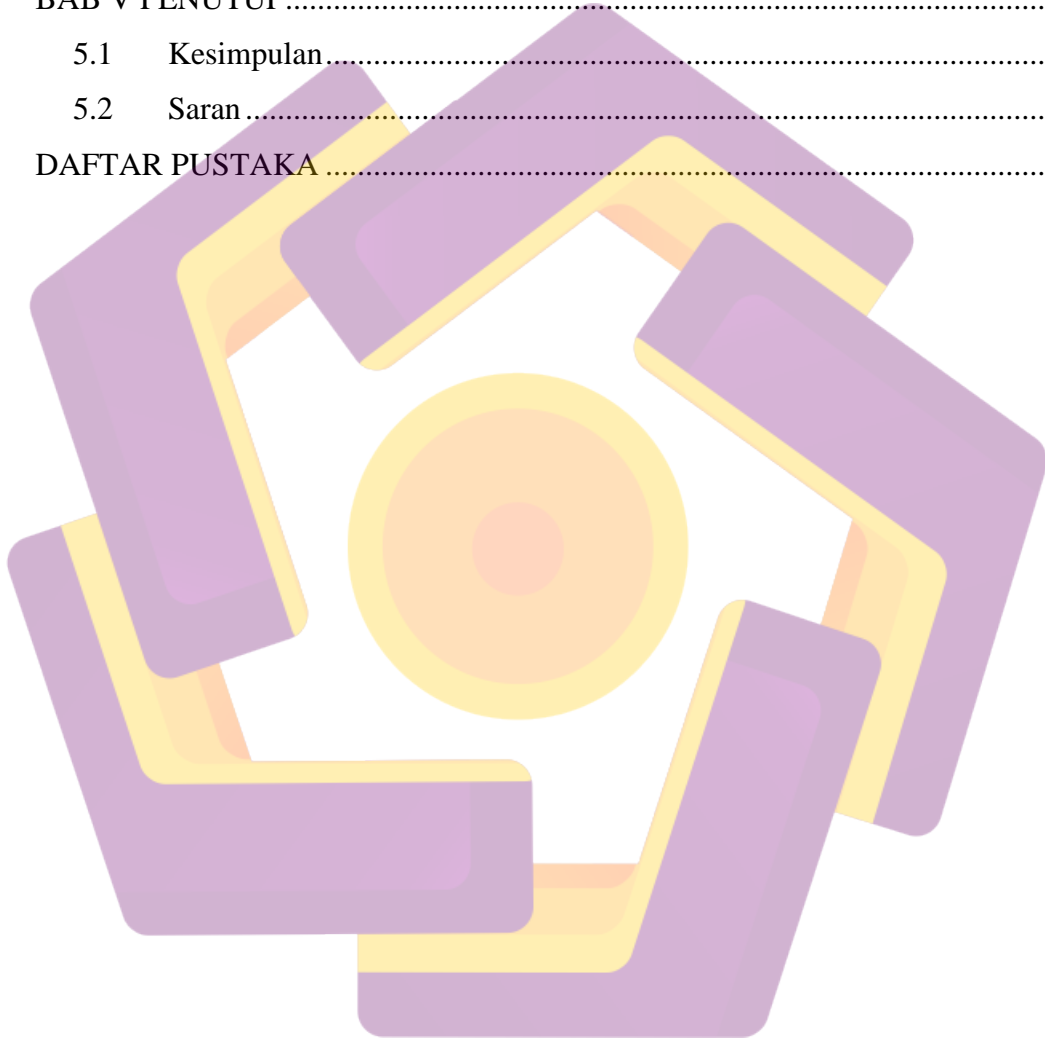 BAB V PENUTUP ........................................................................................
5.1 Kesimpulan ........................................................................................
5.2 Saran ........................................................................................
DAFTAR PUSTAKA ........................................................................................